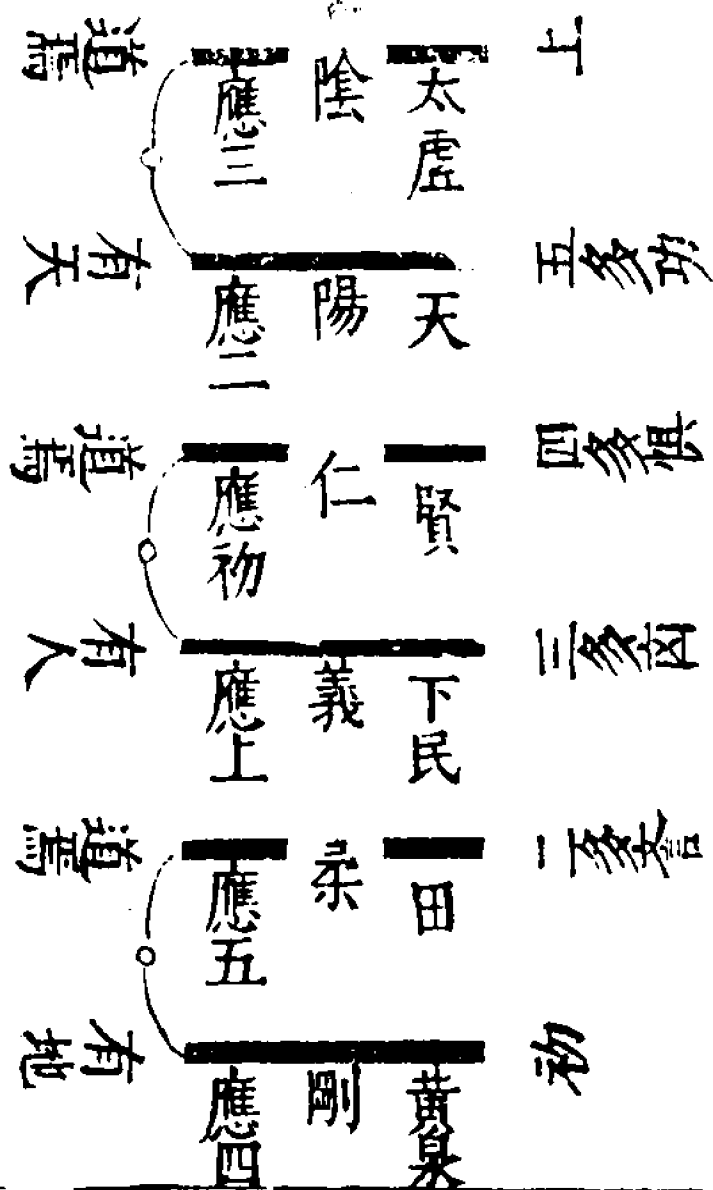 上
太虛
陰
應三
五多功
天
陽
應二
有天
道焉
四多惧
賢
仁
應初
三多凶
下民
義
應上
有人
道焉
二多
田
柔
應五
初
黃泉
剛
應四
有地
道焉